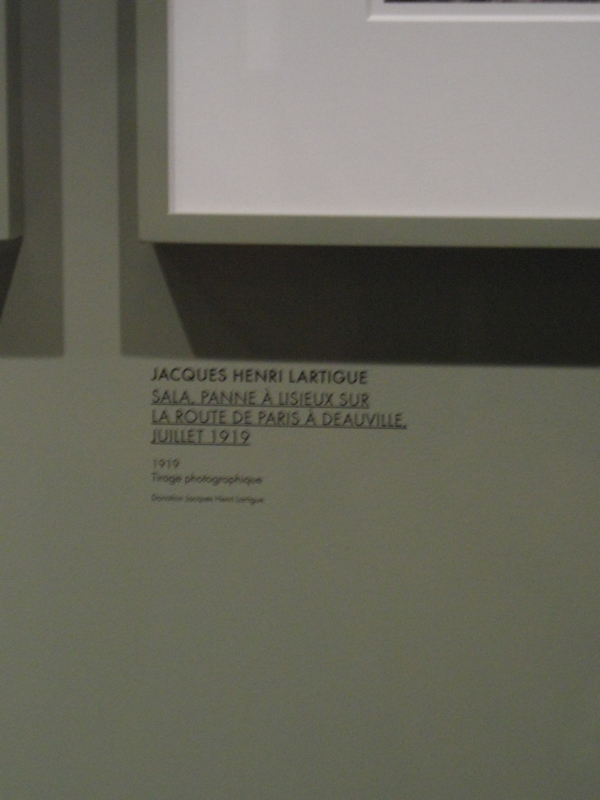 JACQUES HENRI LARTIGUE
SALA, PANNE À LISIEUX SUR
LA ROUTE DE PARIS À DEAUVILLE,
JUILLET 1919
1919
Tirage photographique
Donation Jacques Henri Lartigue